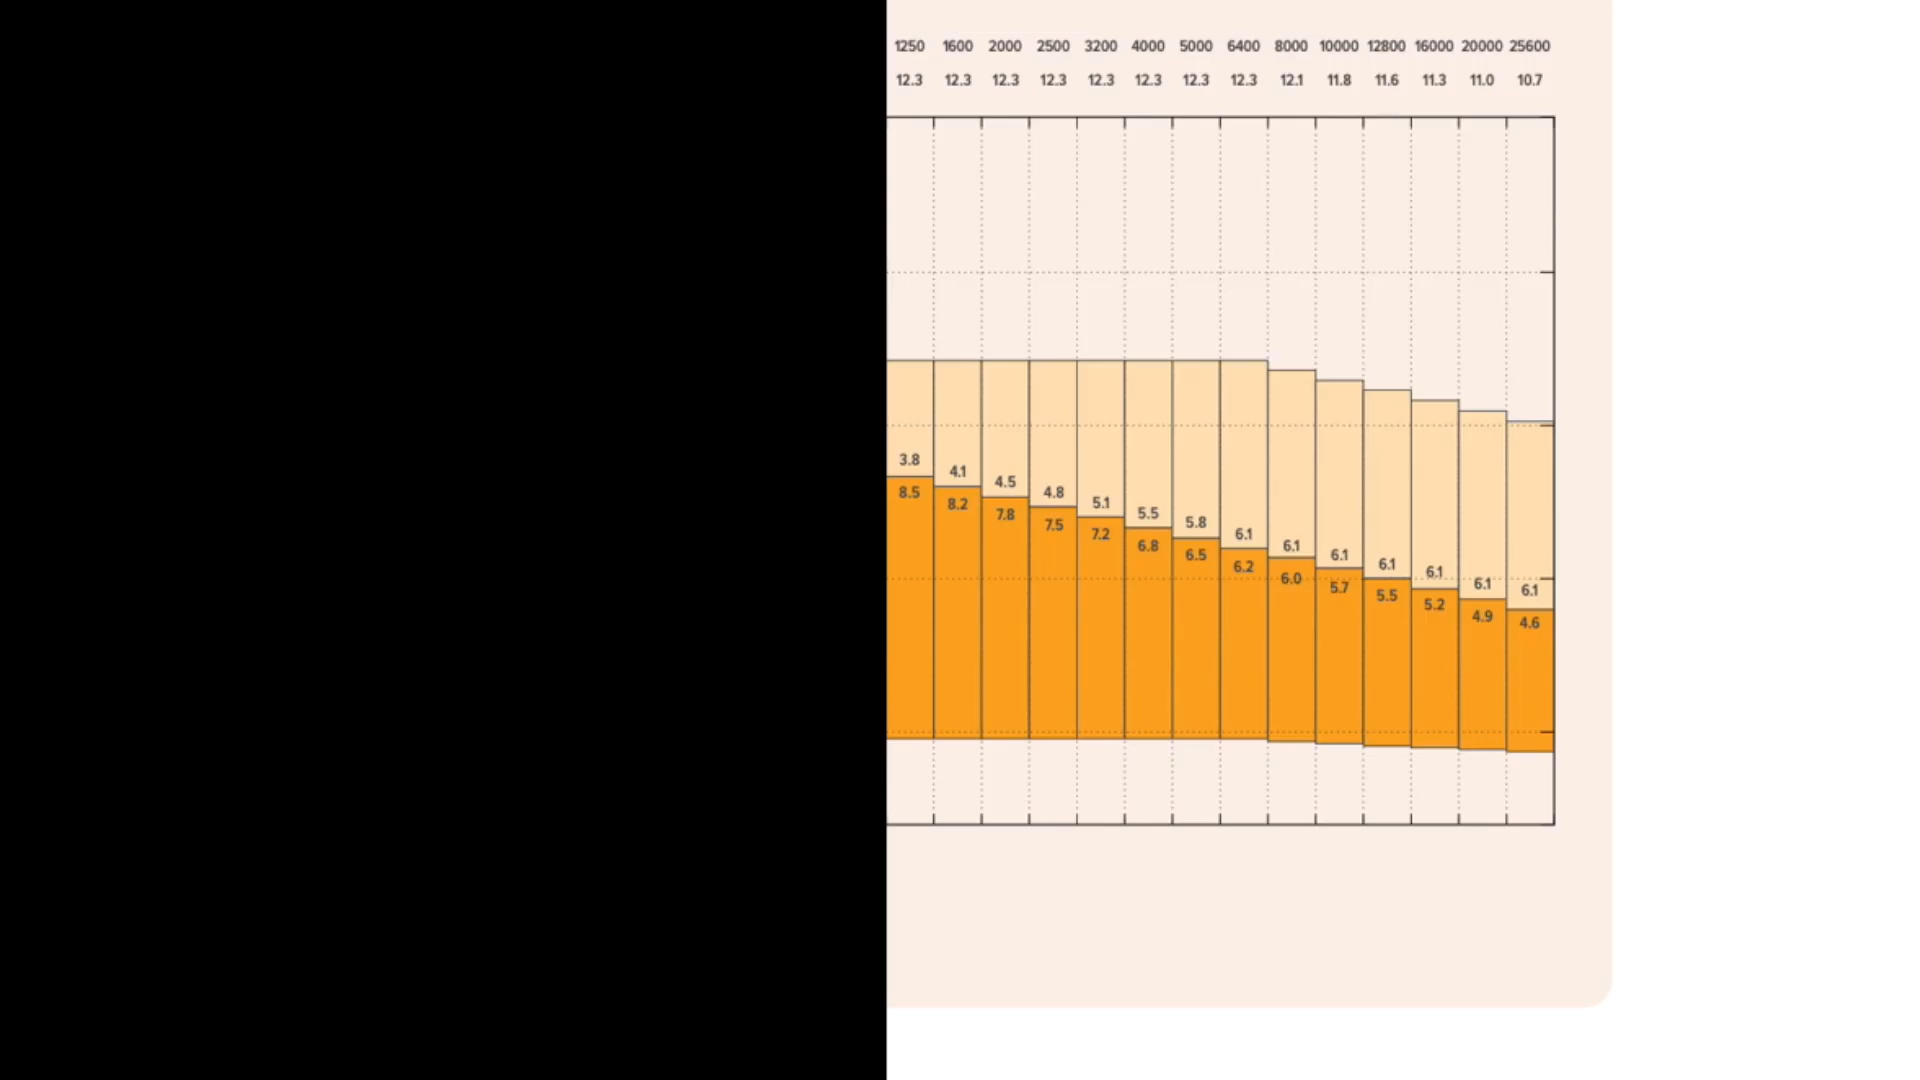 1250 1600 2000 2500 3200 4000 5000 6400 8000 10000 12800 16000 20000 25600
12.3 12.3 12.3 12.3 12.3 12.3 12.3 12.3 12.1 11.8 11.6 11.3 11.0 10.7
3.8 4.1 4.5 4.8 5.1 5.5 5.8 6.1 6.1 6.1 6.1 6.1 6.1 6.1
8.5 8.2 7.8 7.5 7.2 6.8 6.5 6.2 6.0 5.7 5.5 5.2 4.9 4.6